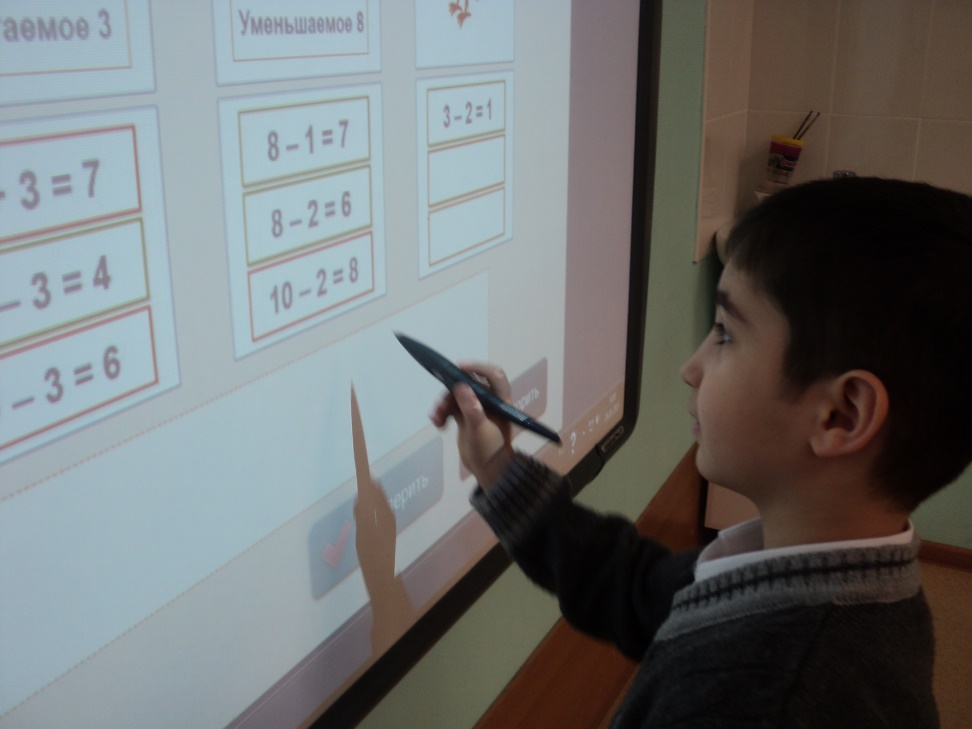 Уменьшаемое 8
3
- 3 = 7
– 3 = 4
– 3 = 6
8 – 1 = 7
8 – 2 = 6
10 – 2 = 8
3 – 2 = 1
?